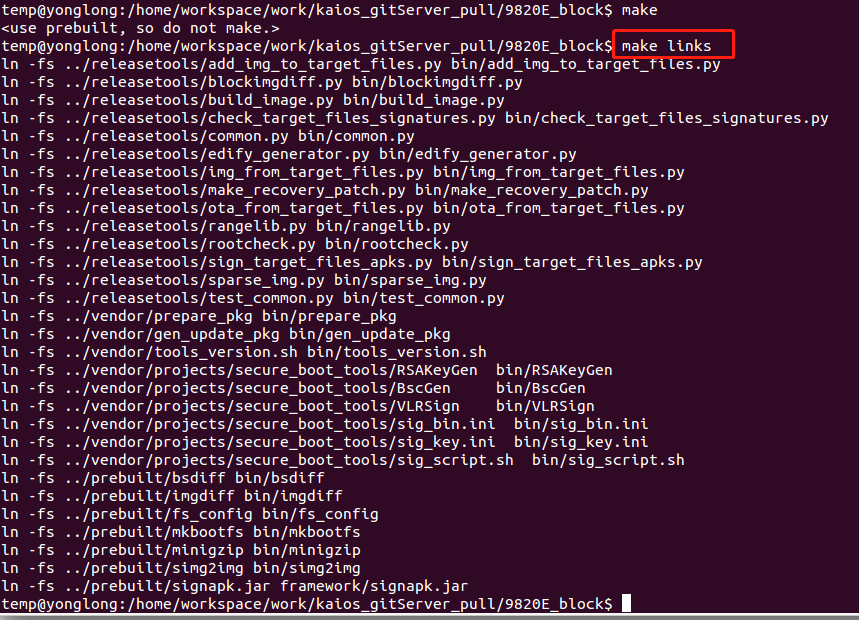 temp@yonglong:/home/workspace/work/kaios_gitServer_pull/9820E_block$ make
<use prebuilt, so do not make.>
temp@yonglong:/home/workspace/work/kaios_gitServer_pull/9820E_block$ make links
ln -fs ../releasetools/add_img_to_target_files.py bin/add_img_to_target_files.py
ln -fs ../releasetools/blockimgdiff.py bin/blockimgdiff.py
ln -fs ../releasetools/build_image.py bin/build_image.py
ln -fs ../releasetools/check_target_files_signatures.py bin/check_target_files_signatures.py
ln -fs ../releasetools/common.py bin/common.py
ln -fs ../releasetools/edify_generator.py bin/edify_generator.py
ln -fs ../releasetools/img_from_target_files.py bin/img_from_target_files.py
ln -fs ../releasetools/make_recovery_patch.py bin/make_recovery_patch.py
ln -fs ../releasetools/ota_from_target_files.py bin/ota_from_target_files.py
ln -fs ../releasetools/rangelib.py bin/rangelib.py
ln -fs ../releasetools/rootcheck.py bin/rootcheck.py
ln -fs ../releasetools/sign_target_files_apks.py bin/sign_target_files_apks.py
ln -fs ../releasetools/sparse_img.py bin/sparse_img.py
ln -fs ../releasetools/test_common.py bin/test_common.py
ln -fs ../vendor/prepare_pkg bin/prepare_pkg
ln -fs ../vendor/gen_update_pkg bin/gen_update_pkg
ln -fs ../vendor/tools_version.sh bin/tools_version.sh
ln -fs ../vendor/projects/secure_boot_tools/RSAKeyGen  bin/RSAKeyGen
ln -fs ../vendor/projects/secure_boot_tools/BscGen     bin/BscGen
ln -fs ../vendor/projects/secure_boot_tools/VLRSign    bin/VLRSign
ln -fs ../vendor/projects/secure_boot_tools/sig_bin.ini  bin/sig_bin.ini
ln -fs ../vendor/projects/secure_boot_tools/sig_key.ini  bin/sig_key.ini
ln -fs ../vendor/projects/secure_boot_tools/sig_script.sh  bin/sig_script.sh
ln -fs ../prebuilt/bsdiff bin/bsdiff
ln -fs ../prebuilt/imgdiff bin/imgdiff
ln -fs ../prebuilt/fs_config bin/fs_config
ln -fs ../prebuilt/mkbootfs bin/mkbootfs
ln -fs ../prebuilt/minigzip bin/minigzip
ln -fs ../prebuilt/simg2img bin/simg2img
ln -fs ../prebuilt/signapk.jar framework/signapk.jar
temp@yonglong:/home/workspace/work/kaios_gitServer_pull/9820E_block$